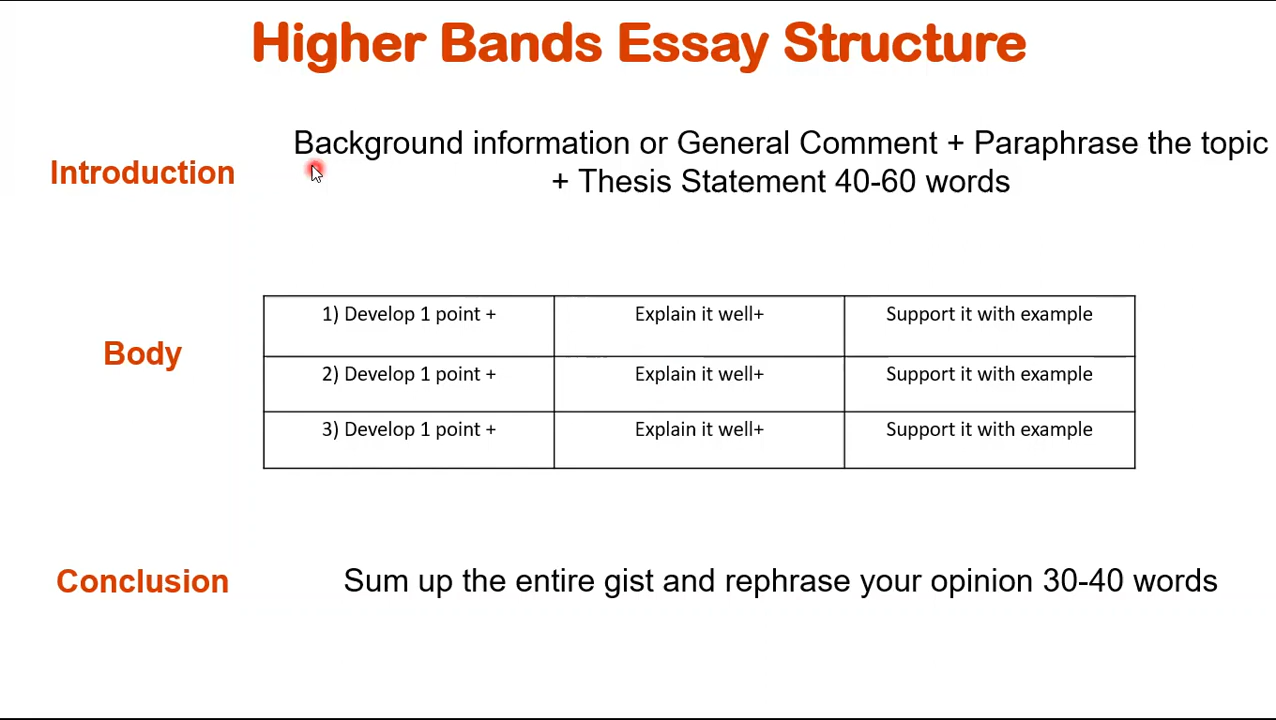 Higher Bands Essay Structure
Background information or General Comment + Paraphrase the topic
Introduction
+ Thesis Statement 40-60 words
1) Develop 1 point + Explain it well+ Support it with example
Body
2) Develop 1 point + Explain it well+ Support it with example
3) Develop 1 point + Explain it well+ Support it with example
Conclusion Sum up the entire gist and rephrase your opinion 30-40 words